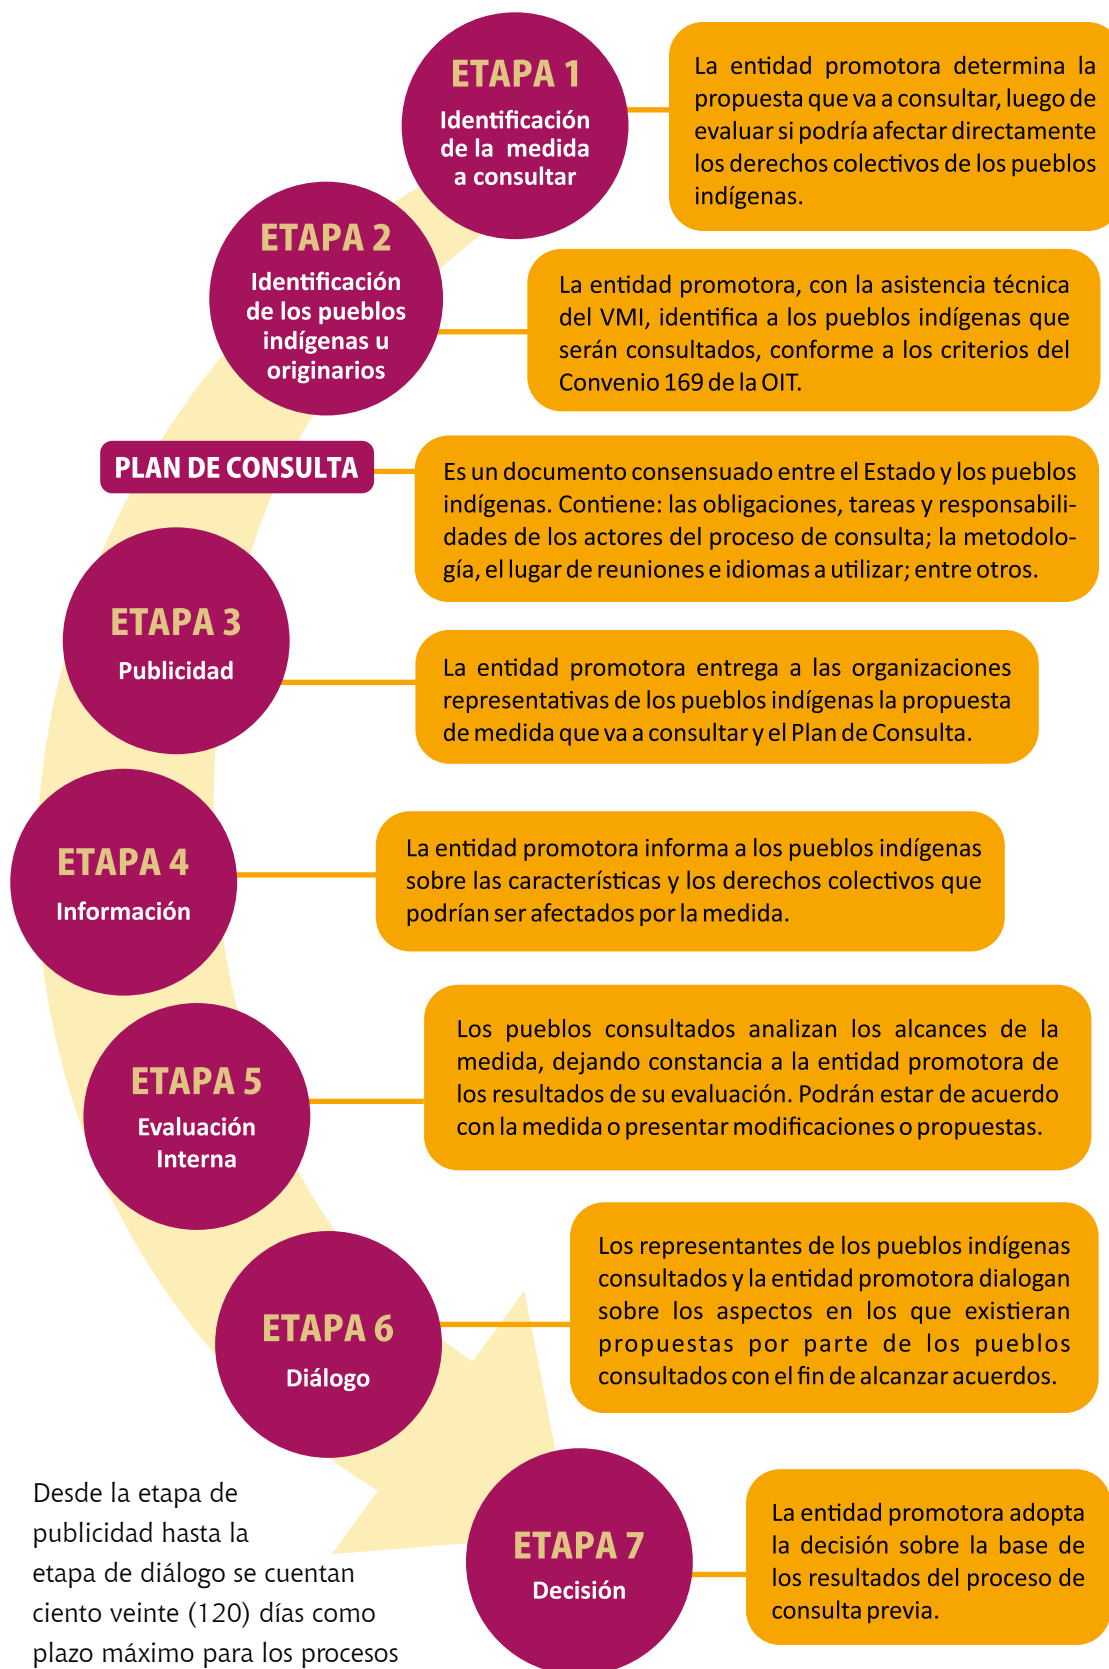 ETAPA 1
Identificación
de la medida
a consultar
La entidad promotora determina la
propuesta que va a consultar, luego de
evaluar si podría afectar directamente
los derechos colectivos de los pueblos
indígenas.
ETAPA 2
Identificación
de los pueblos
indígenas u
originarios
La entidad promotora, con la asistencia técnica
del VMI, identifica a los pueblos indígenas que
serán consultados, conforme a los criterios del
Convenio 169 de la OIT.
PLAN DE CONSULTA
Es un documento consensuado entre el Estado y los pueblos
indígenas. Contiene: las obligaciones, tareas y responsabili-
dades de los actores del proceso de consulta; la metodolo-
gía, el lugar de reuniones e idiomas a utilizar; entre otros.
ETAPA 3
Publicidad
La entidad promotora entrega a las organizaciones
representativas de los pueblos indígenas la propuesta
de medida que va a consultar y el Plan de Consulta.
ETAPA 4
Información
La entidad promotora informa a los pueblos indígenas
sobre las características y los derechos colectivos que
podrían ser afectados por la medida.
ETAPA 5
Evaluación
Interna
Los pueblos consultados analizan los alcances de la
medida, dejando constancia a la entidad promotora de
los resultados de su evaluación. Podrán estar de acuerdo
con la medida o presentar modificaciones o propuestas.
ETAPA 6
Diálogo
Los representantes de los pueblos indígenas
consultados y la entidad promotora dialogan
sobre los aspectos en los que existieran
propuestas por parte de los pueblos
consultados con el fin de alcanzar acuerdos.
ETAPA 7
Decisión
La entidad promotora adopta
la decisión sobre la base de
los resultados del proceso de
consulta previa.
Desde la etapa de
publicidad hasta la
etapa de diálogo se cuentan
ciento veinte (120) días como
plazo máximo para los procesos